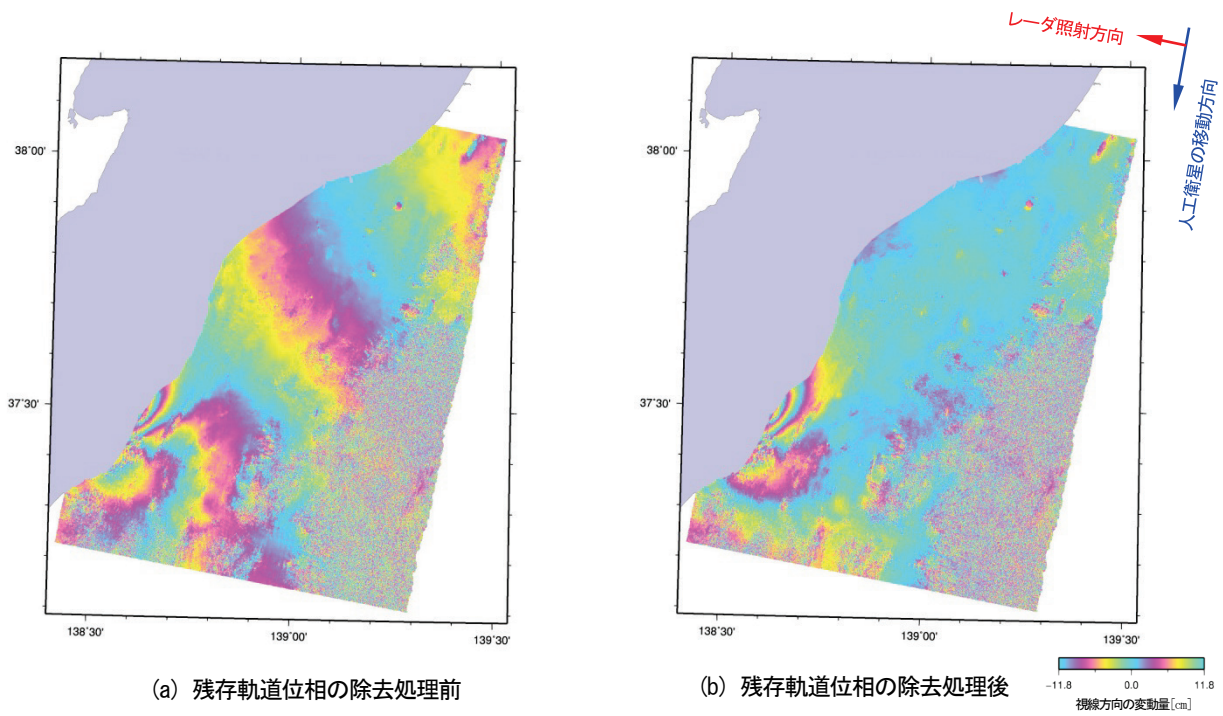 レーダ照射方向
人工衛星の移動方向
38˚00'
37˚30'
138˚30'
139˚00'
139˚30'
38˚00'
37˚30'
138˚30'
139˚00'
139˚30'
(a) 残存軌道位相の除去処理前
(b) 残存軌道位相の除去処理後
−11.8 0.0 11.8
視線方向の変動量[cm]